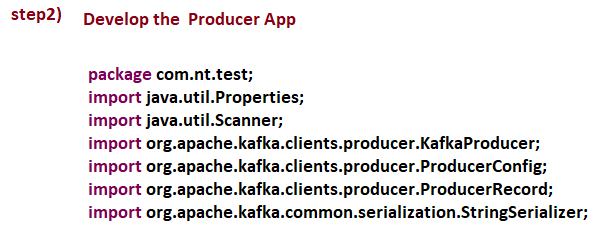 step2) Develop the Producer App
package com.nt.test;
import java.util.Properties;
import java.util.Scanner;
import org.apache.kafka.clients.producer.KafkaProducer;
import org.apache.kafka.clients.producer.ProducerConfig;
import org.apache.kafka.clients.producer.ProducerRecord;
import org.apache.kafka.common.serialization.StringSerializer;